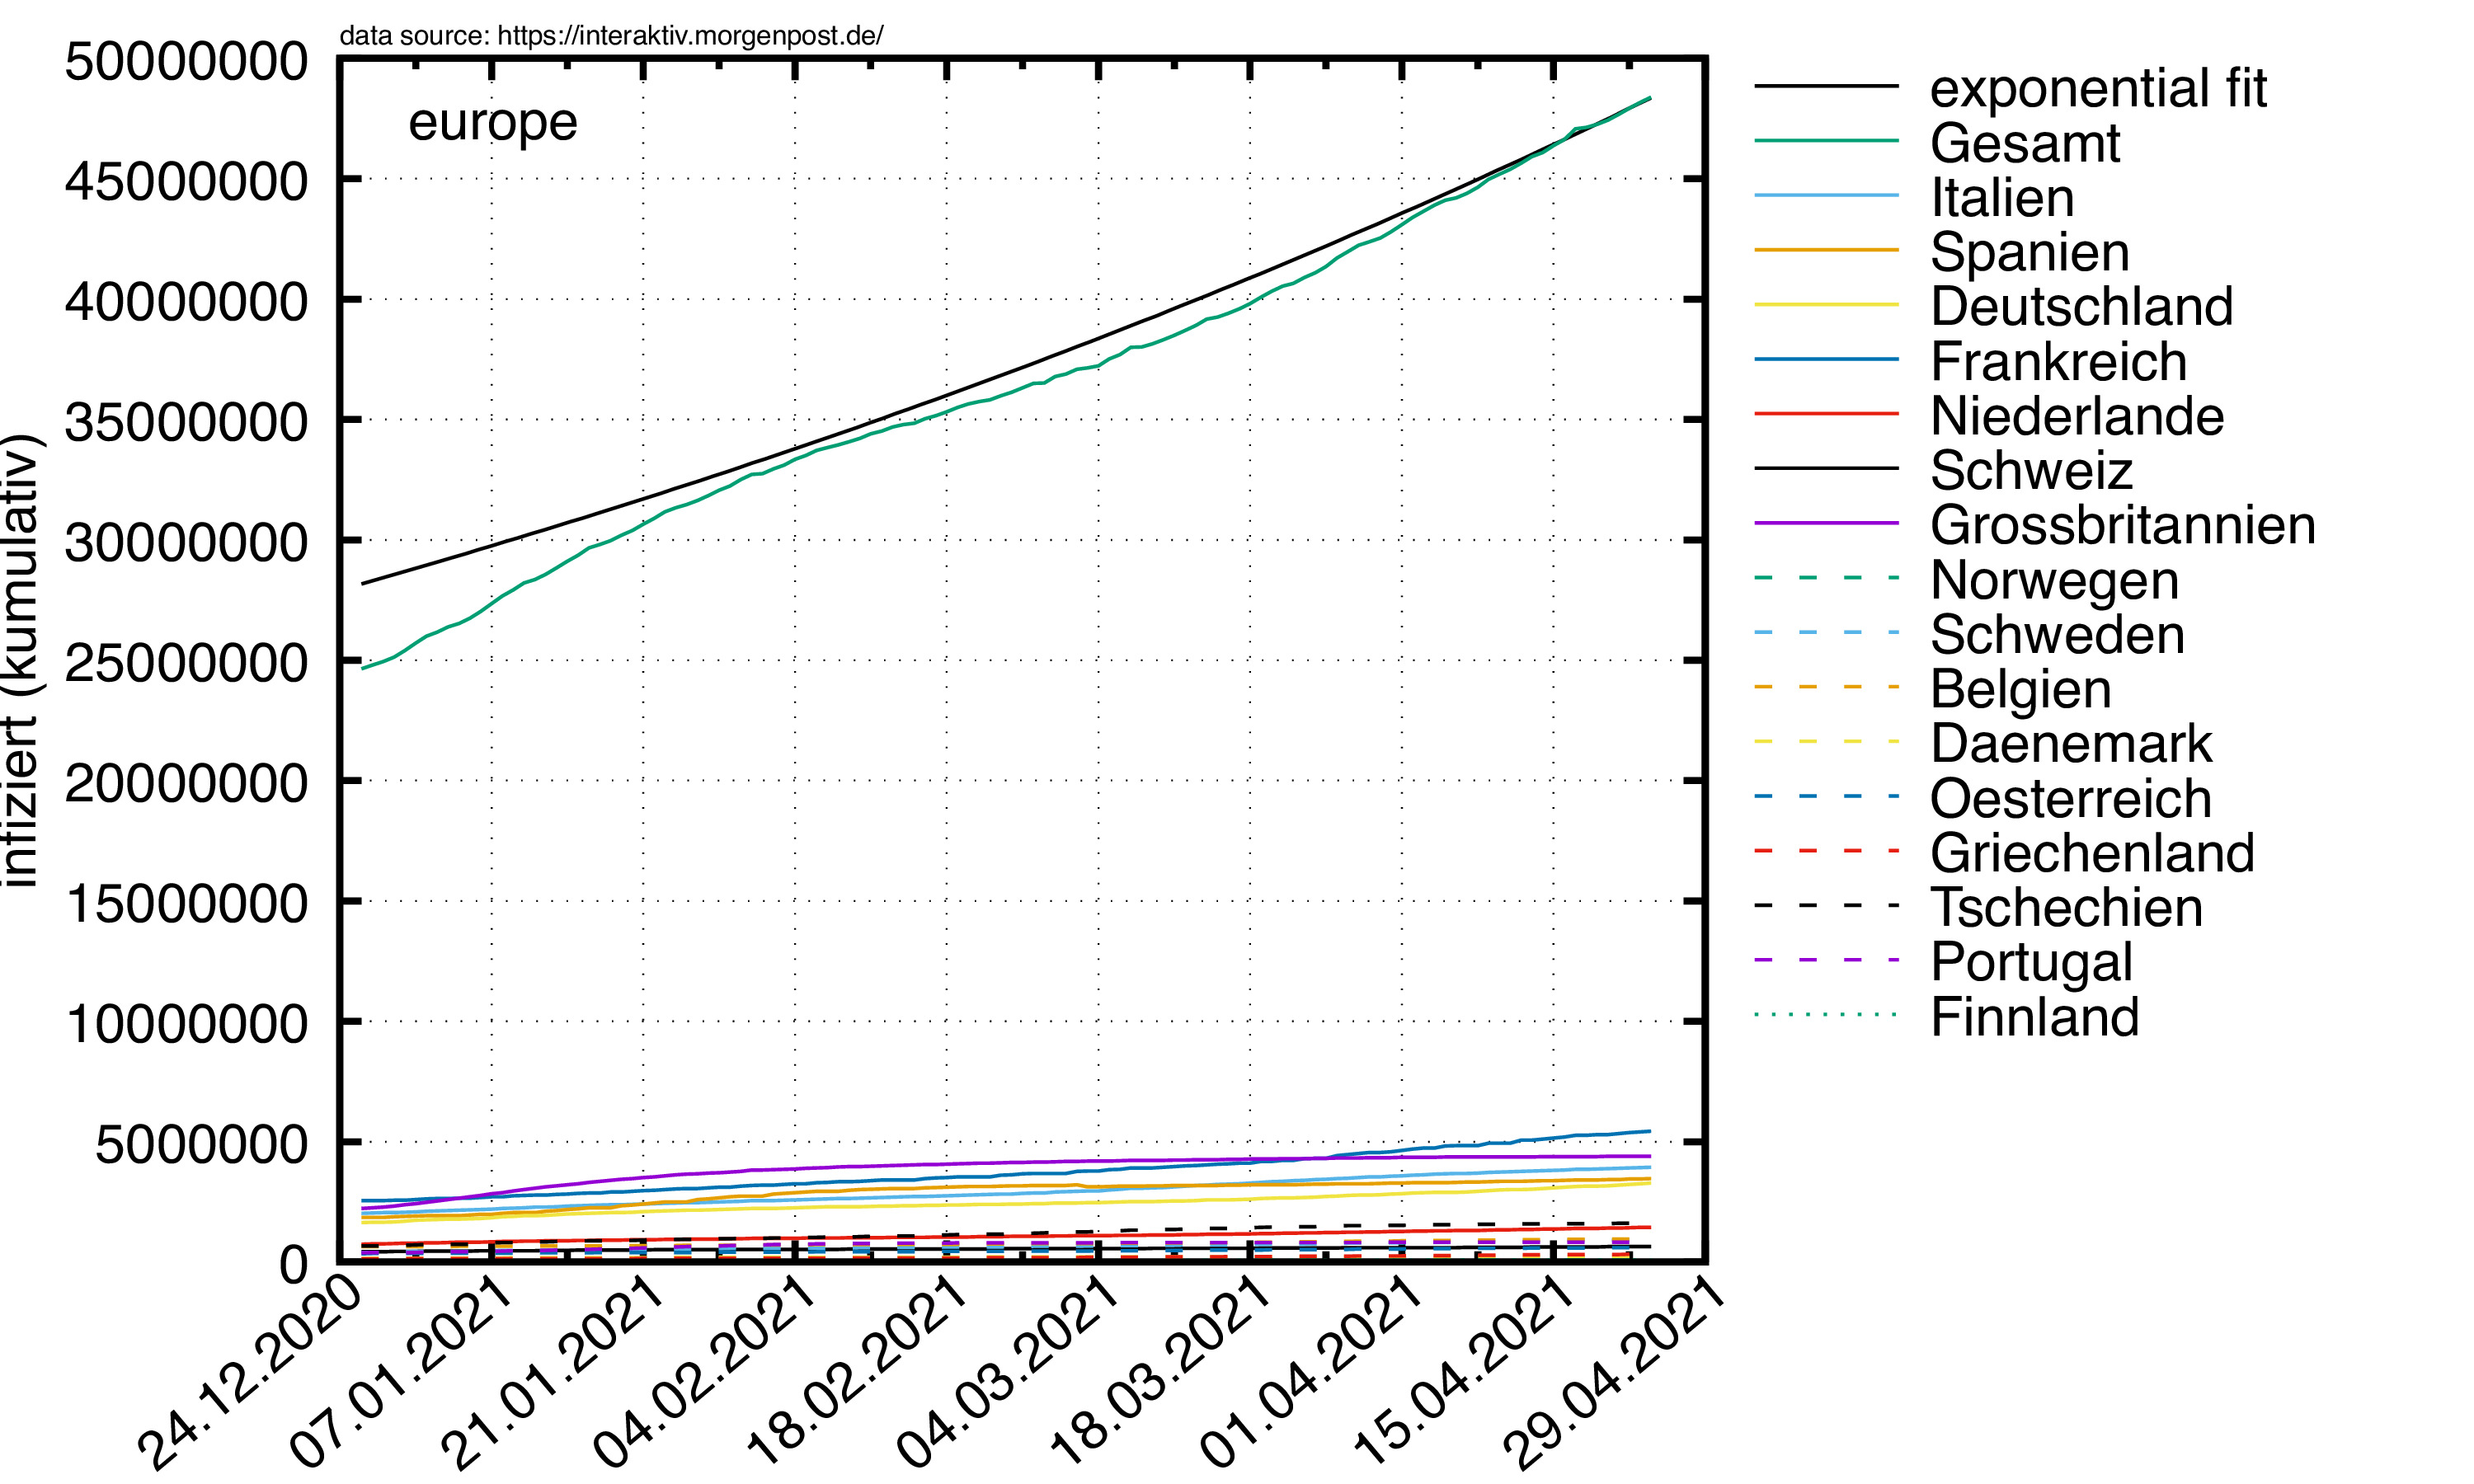 data source: https://interaktiv.morgenpost.de/
europe
infiziert (kumulativ)
50000000
45000000
40000000
35000000
30000000
25000000
20000000
15000000
10000000
5000000
0
24.12.2020
07.01.2021
21.01.2021
04.02.2021
18.02.2021
04.03.2021
18.03.2021
01.04.2021
15.04.2021
29.04.2021
exponential fit
Gesamt
Italien
Spanien
Deutschland
Frankreich
Niederlande
Schweiz
Grossbritannien
Norwegen
Schweden
Belgien
Daenemark
Oesterreich
Griechenland
Tschechien
Portugal
Finnland